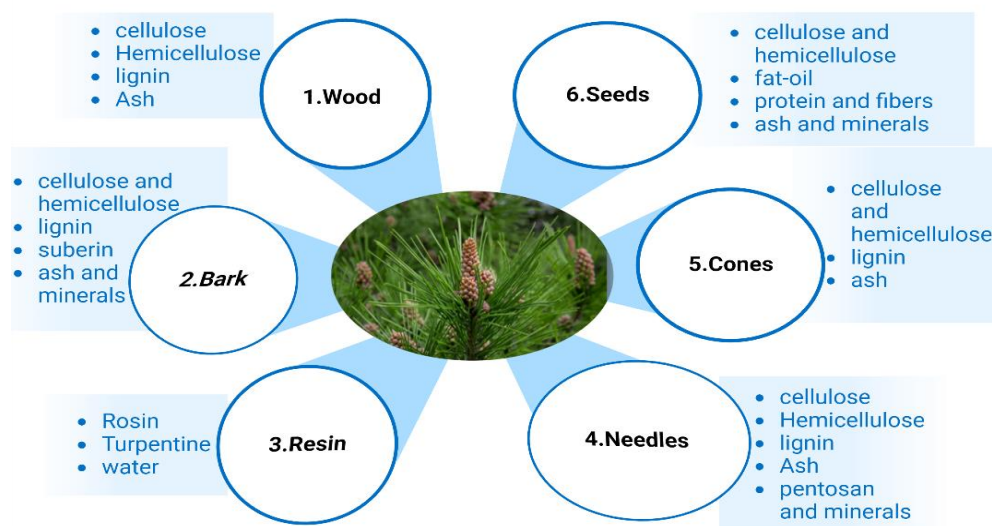 1.Wood
• cellulose
• Hemicellulose
• lignin
• Ash
2.Bark
• cellulose and
hemicellulose
• lignin
• suberin
• ash and
minerals
3.Resin
• Rosin
• Turpentine
• water
4.Needles
• cellulose
• Hemicellulose
• lignin
• Ash
• pentosan
and minerals
5.Cones
• cellulose
and
hemicellulose
• lignin
• ash
6.Seeds
• cellulose and
hemicellulose
• fat-oil
• protein and fibers
• ash and minerals